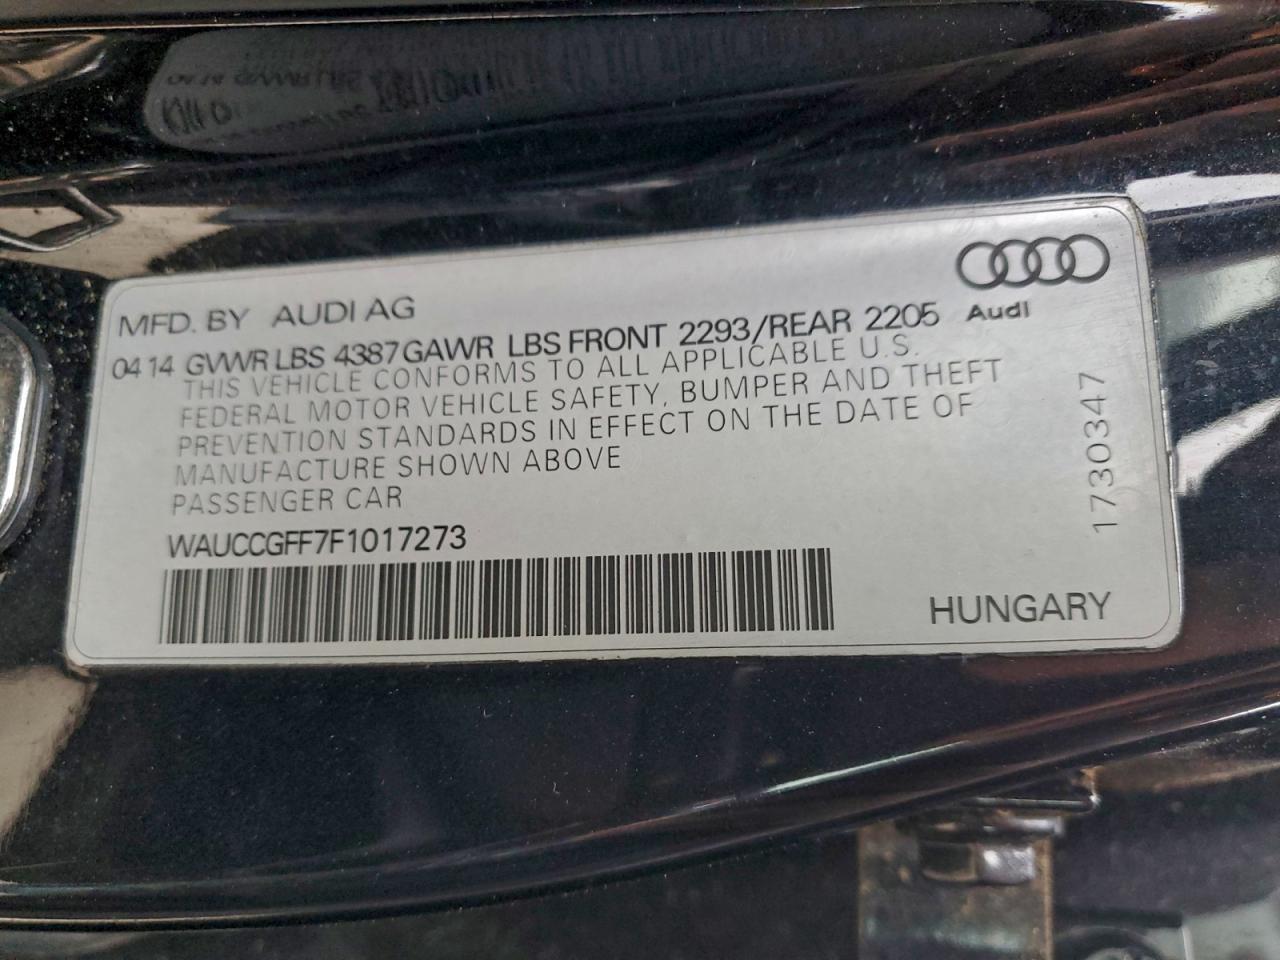 MFD. BY AUDI AG
Audi
04 14 GVWR LBS 4387 GAWR LBS FRONT 2293/REAR 2205
THIS VEHICLE CONFORMS TO ALL APPLICABLE U.S.
FEDERAL MOTOR VEHICLE SAFETY, BUMPER AND THEFT
PREVENTION STANDARDS IN EFFECT ON THE DATE OF
MANUFACTURE SHOWN ABOVE
PASSENGER CAR
WAUCCGFF7F1017273
1730347
HUNGARY